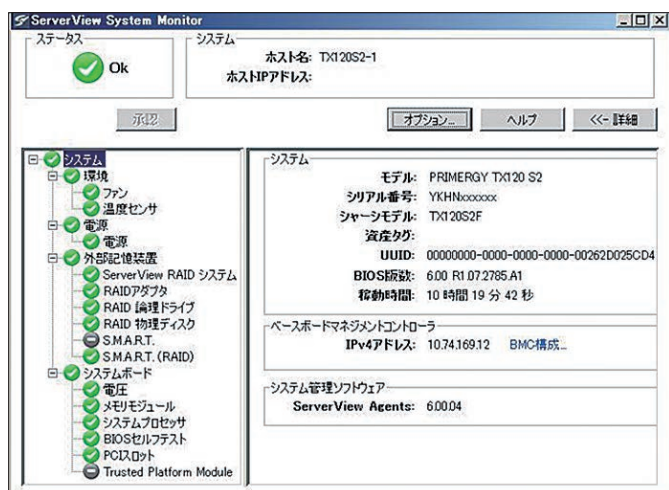 ServerView System Monitor
ステータス
Ok
システム
ホスト名: TX120S2-1
ホストIPアドレス:
承認
オプション...
ヘルプ
<<- 詳細
システム
環境
ファン
温度センサ
電源
電源
外部記憶装置
ServerView RAID システム
RAIDアダプタ
RAID 論理ドライブ
RAID 物理ディスク
S.M.A.R.T.
S.M.A.R.T. (RAID)
システムボード
電圧
メモリモジュール
システムプロセッサ
BIOSセルフテスト
PCIスロット
Trusted Platform Module
システム
モデル: PRIMERGY TX120 S2
シリアル番号: YKHNxxxxxx
シャーシモデル: TX120S2F
資産タグ:
UUID: 00000000-0000-0000-0000-00262D025CD4
BIOS版数: 6.00 R1.07.2785.A1
稼動時間: 10 時間 19 分 42 秒
ベースボードマネジメントコントローラ
IPv4アドレス: 10.74.169.12 BMC構成...
システム管理ソフトウェア
ServerView Agents: 6.00.04